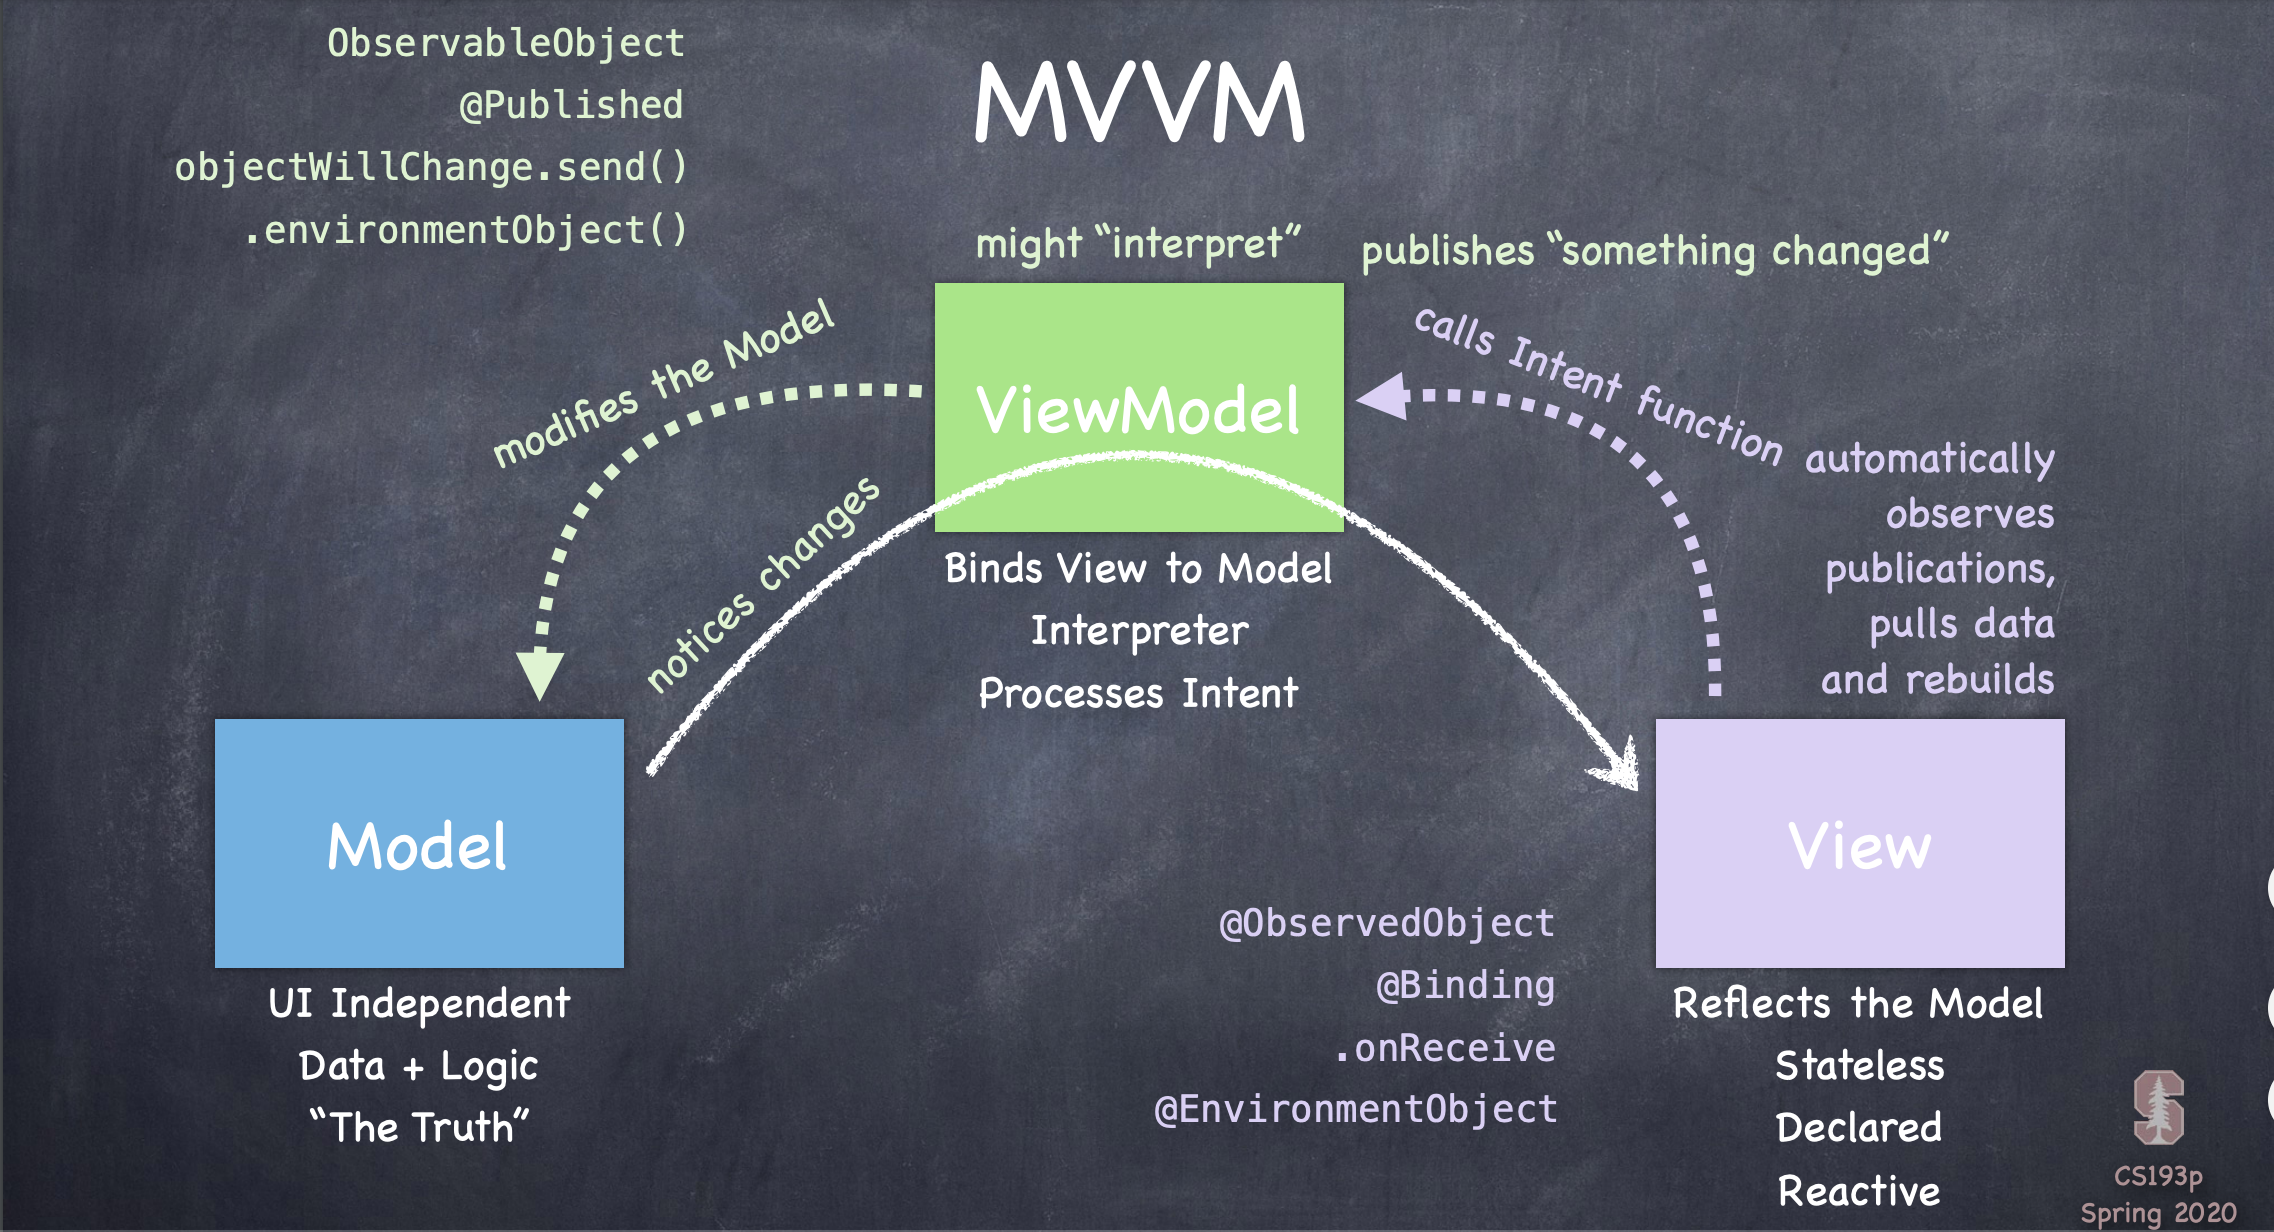 ObservableObject
@Published
objectWillChange.send()
.environmentObject()
MVVM
might “interpret”
publishes “something changed”
modifies the Model
notices changes
ViewModel
Binds View to Model
Interpreter
Processes Intent
calls Intent function
automatically
observes
publications,
pulls data
and rebuilds
Model
UI Independent
Data + Logic
“The Truth”
@ObservedObject
@Binding
.onReceive
@EnvironmentObject
View
Reflects the Model
Stateless
Declared
Reactive
S
CS193p
Spring 2020